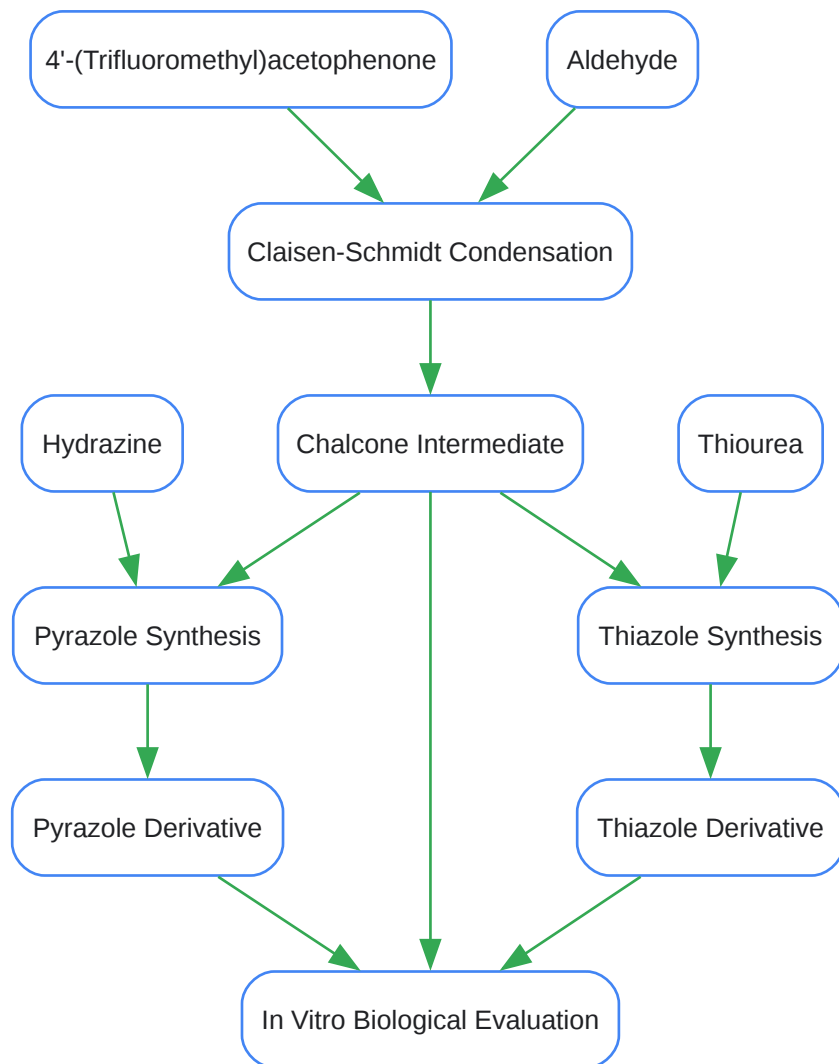 4'-(Trifluoromethyl)acetophenone
Aldehyde
Claisen-Schmidt Condensation
Hydrazine
Chalcone Intermediate
Thiourea
Pyrazole Synthesis
Thiazole Synthesis
Pyrazole Derivative
Thiazole Derivative
In Vitro Biological Evaluation